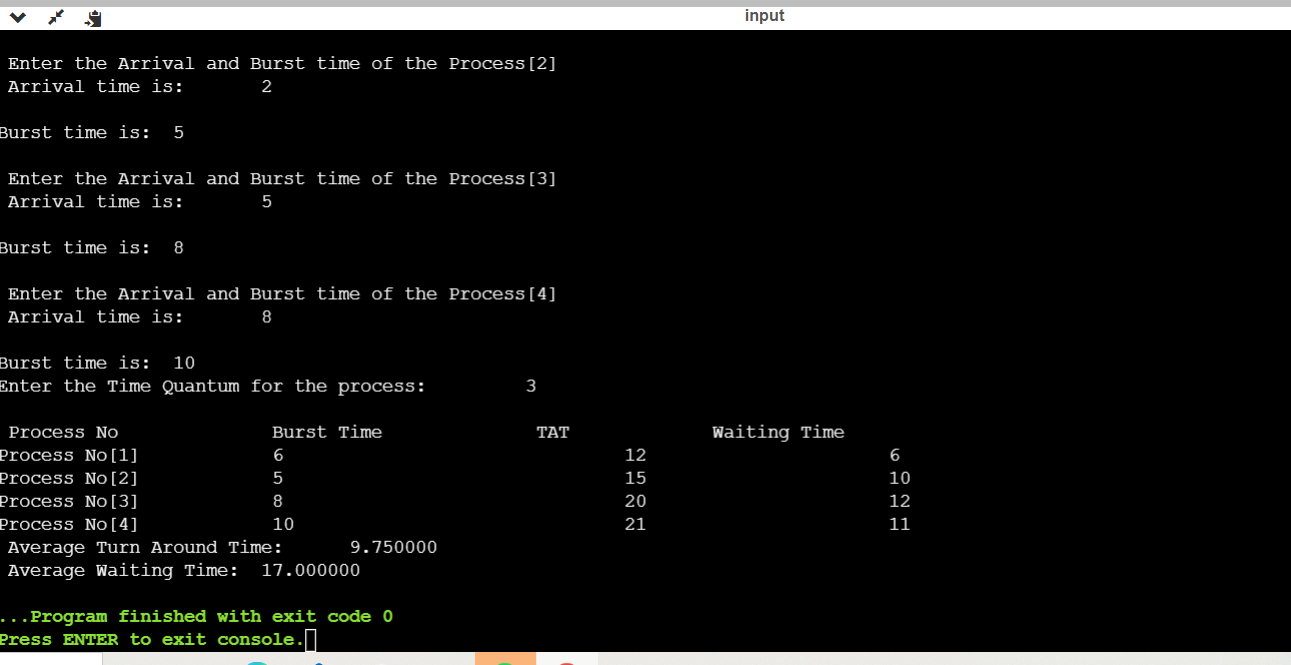 input
Enter the Arrival and Burst time of the Process[2]
Arrival time is: 2
Burst time is: 5
Enter the Arrival and Burst time of the Process[3]
Arrival time is: 5
Burst time is: 8
Enter the Arrival and Burst time of the Process[4]
Arrival time is: 8
Burst time is: 10
Enter the Time Quantum for the process: 3
Process No Burst Time TAT Waiting Time
Process No[1] 6 12 6
Process No[2] 5 15 10
Process No[3] 8 20 12
Process No[4] 10 21 11
Average Turn Around Time: 9.750000
Average Waiting Time: 17.000000
...Program finished with exit code 0
Press ENTER to exit console.